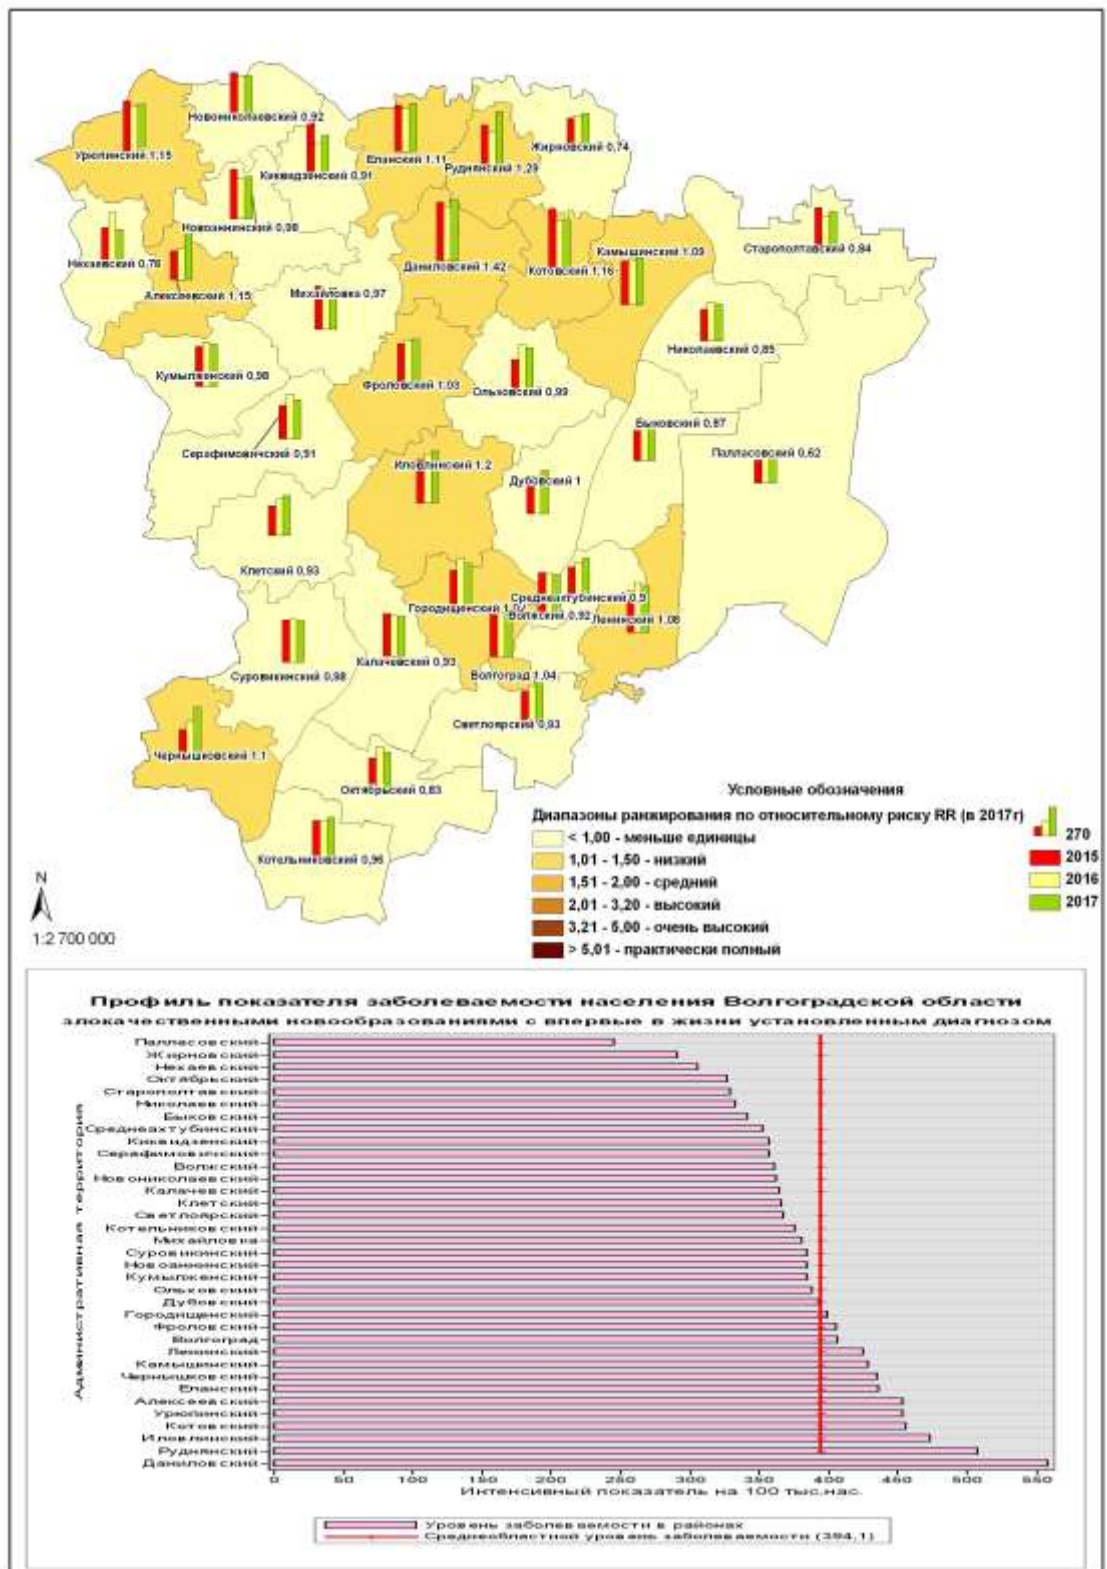 Новониколаевский 0,92
Урюпинский 1,15
Киквидзенский 0,91
Еланский 1,11
Руднянский 1,29
Жирновский 0,74
Новоаннинский 0,98
Нехаевский 0,78
Алексеевский 1,15
Михайловка 0,97
Даниловский 1,42
Котовский 1,16
Камышинский 1,09
Старополтавский 0,84
Николаевский 0,85
Кумылженский 0,98
Фроловский 1,03
Ольховский 0,99
Серафимовичский 0,91
Иловлинский 1,2
Дубовский 1
Быковский 0,87
Палласовский 0,62
Клетский 0,93
Городищенский 1,02
Среднеахтубинский 0,9
Волжский 0,92
Ленинский 1,08
Суровикинский 0,98
Калачевский 0,93
Волгоград 1,04
Светлоярский 0,93
Чернышковский 1,1
Октябрьский 0,83
Котельниковский 0,96
N
1:2 700 000
Условные обозначения
Диапазоны ранжирования по относительному риску RR (в 2017г)
< 1,00 - меньше единицы
1,01 - 1,50 - низкий
1,51 - 2,00 - средний
2,01 - 3,20 - высокий
3,21 - 5,00 - очень высокий
> 5,01 - практически полный
270
2015
2016
2017
Профиль показателя заболеваемости населения Волгоградской области
злокачественными новообразованиями с впервые в жизни установленным диагнозом
Административная территория
Палласовский
Жирновский
Нехаевский
Октябрьский
Старополтавский
Николаевский
Быковский
Среднеахтубинский
Киквидзенский
Серафимовичский
Волжский
Новониколаевский
Калачевский
Клетский
Светлоярский
Котельниковский
Михайловка
Суровикинский
Новоаннинский
Кумылженский
Ольховский
Дубовский
Городищенский
Фроловский
Волгоград
Ленинский
Камышинский
Чернышковский
Еланский
Алексеевский
Урюпинский
Котовский
Иловлинский
Руднянский
Даниловский
0 50 100 150 200 250 300 350 400 450 500 550
Интенсивный показатель на 100 тыс.нас.
Уровень заболеваемости в районах
Среднеобластной уровень заболеваемости (394,1)